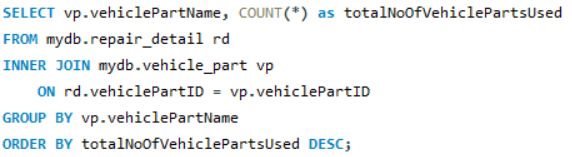 SELECT vp.vehiclePartName, COUNT(*) as totalNoOfVehiclePartsUsed
FROM mydb.repair_detail rd
INNER JOIN mydb.vehicle_part vp
    ON rd.vehiclePartID = vp.vehiclePartID
GROUP BY vp.vehiclePartName
ORDER BY totalNoOfVehiclePartsUsed DESC;